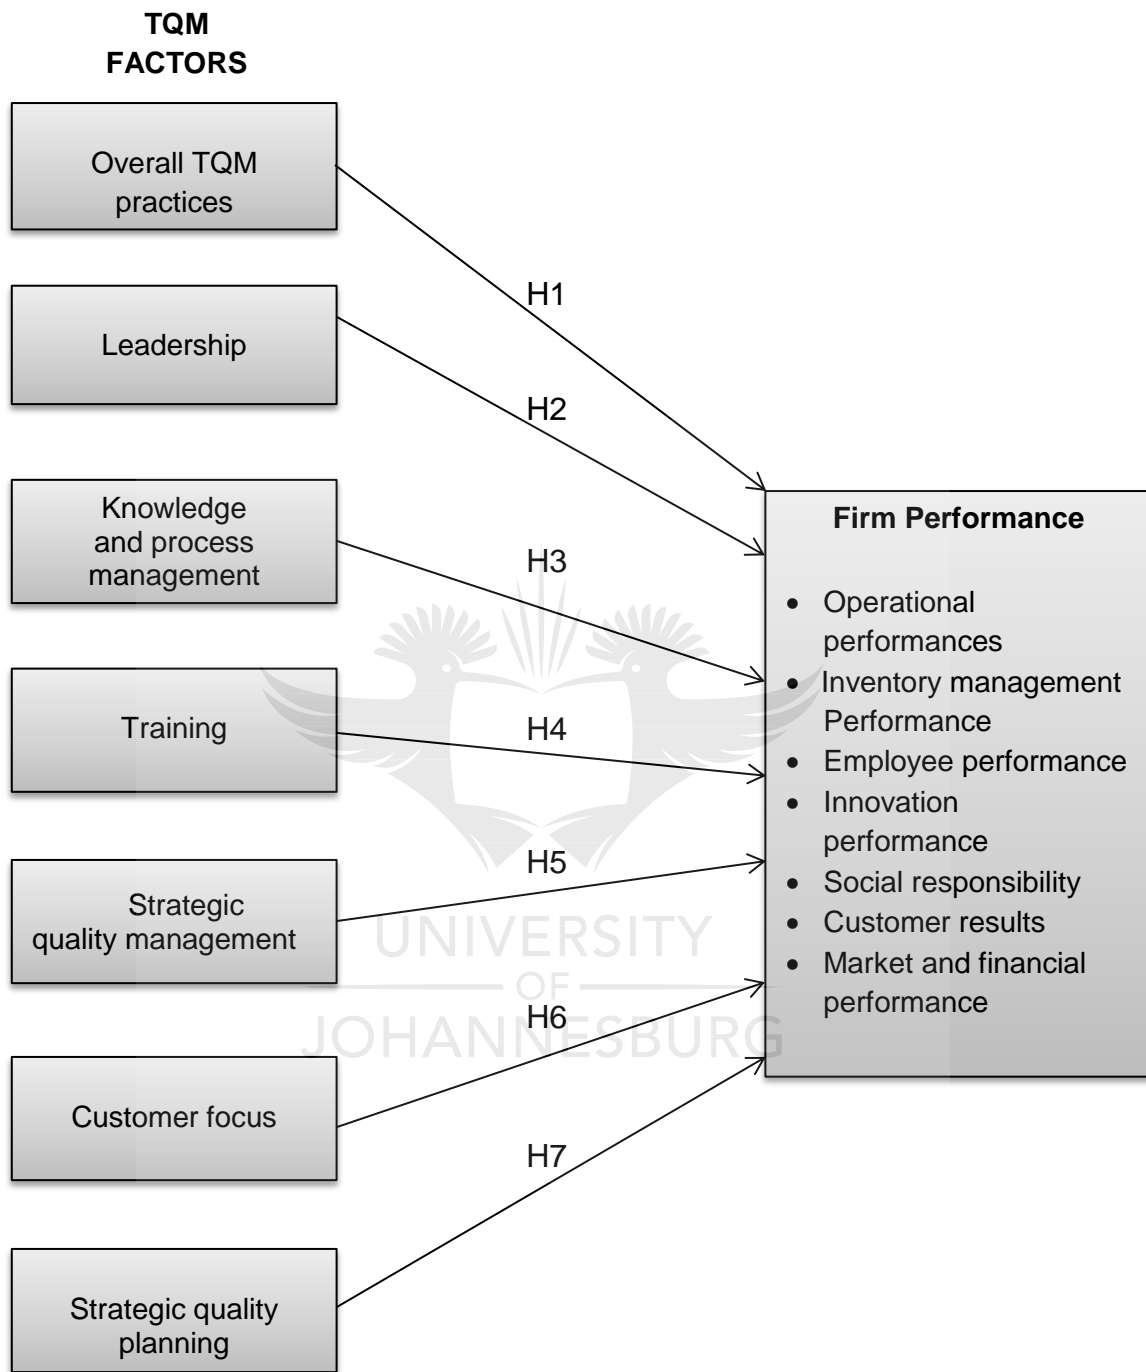 TQM
FACTORS
Overall TQM
practices
H1
Leadership
H2
Knowledge
and process
management
H3
Training
H4
Strategic
quality management
H5
Customer focus
H6
Strategic quality
planning
H7
Firm Performance
• Operational
performances
• Inventory management
Performance
• Employee performance
• Innovation
performance
• Social responsibility
• Customer results
• Market and financial
performance
UNIVERSITY
OF
JOHANNESBURG